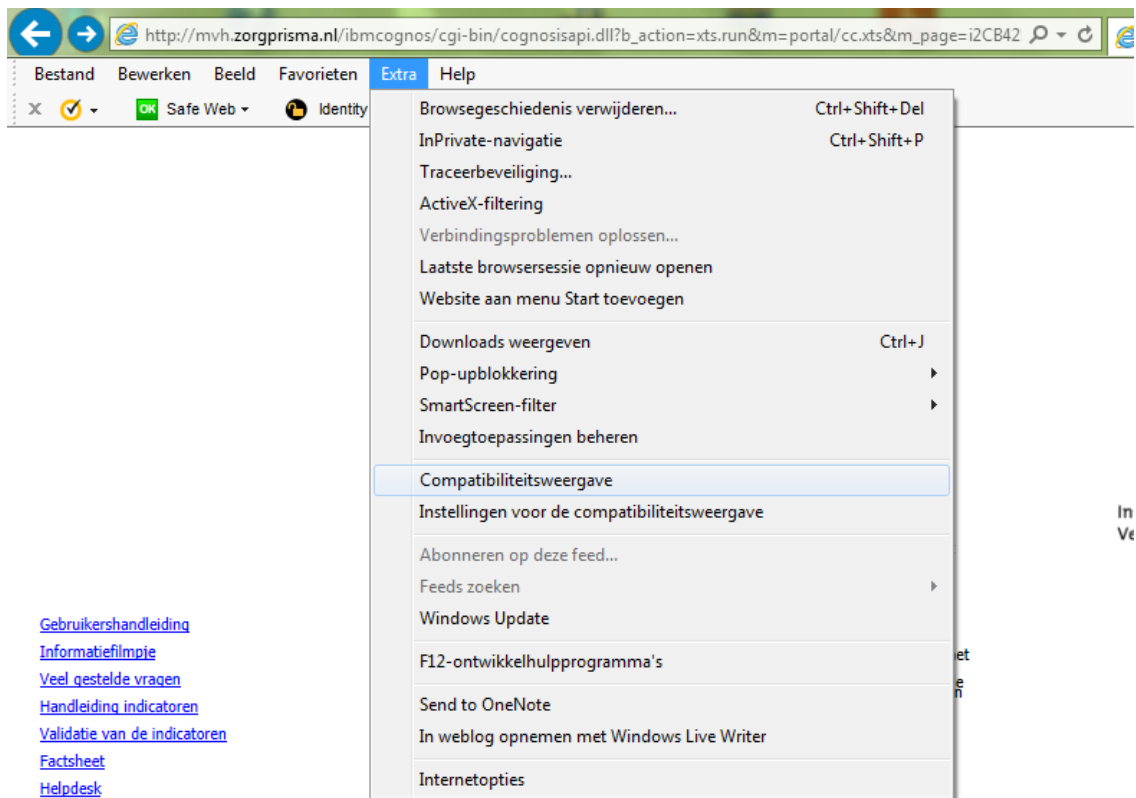 http://mvh.zorgprisma.nl/ibmcognos/cgi-bin/cognosisapi.dll?b_action=xts.run&m=portal/cc.xts&m_page=i2CB42
Bestand Bewerken Beeld Favorieten Extra Help
OK Safe Web Identity
Browsegeschiedenis verwijderen... Ctrl+Shift+Del
InPrivate-navigatie Ctrl+Shift+P
Traceerbeveiliging...
ActiveX-filtering
Verbindingsproblemen oplossen...
Laatste browsersessie opnieuw openen
Website aan menu Start toevoegen
Downloads weergeven Ctrl+J
Pop-upblokkering
SmartScreen-filter
Invoegtoepassingen beheren
Compatibiliteitsweergave
Instellingen voor de compatibiliteitsweergave
Abonneren op deze feed...
Feeds zoeken
Windows Update
F12-ontwikkelhulpprogramma's
Send to OneNote
In weblog opnemen met Windows Live Writer
Internetopties
Gebruikershandleiding
Informatiefilmpje
Veel gestelde vragen
Handleiding indicatoren
Validatie van de indicatoren
Factsheet
Helpdesk
In
Ve